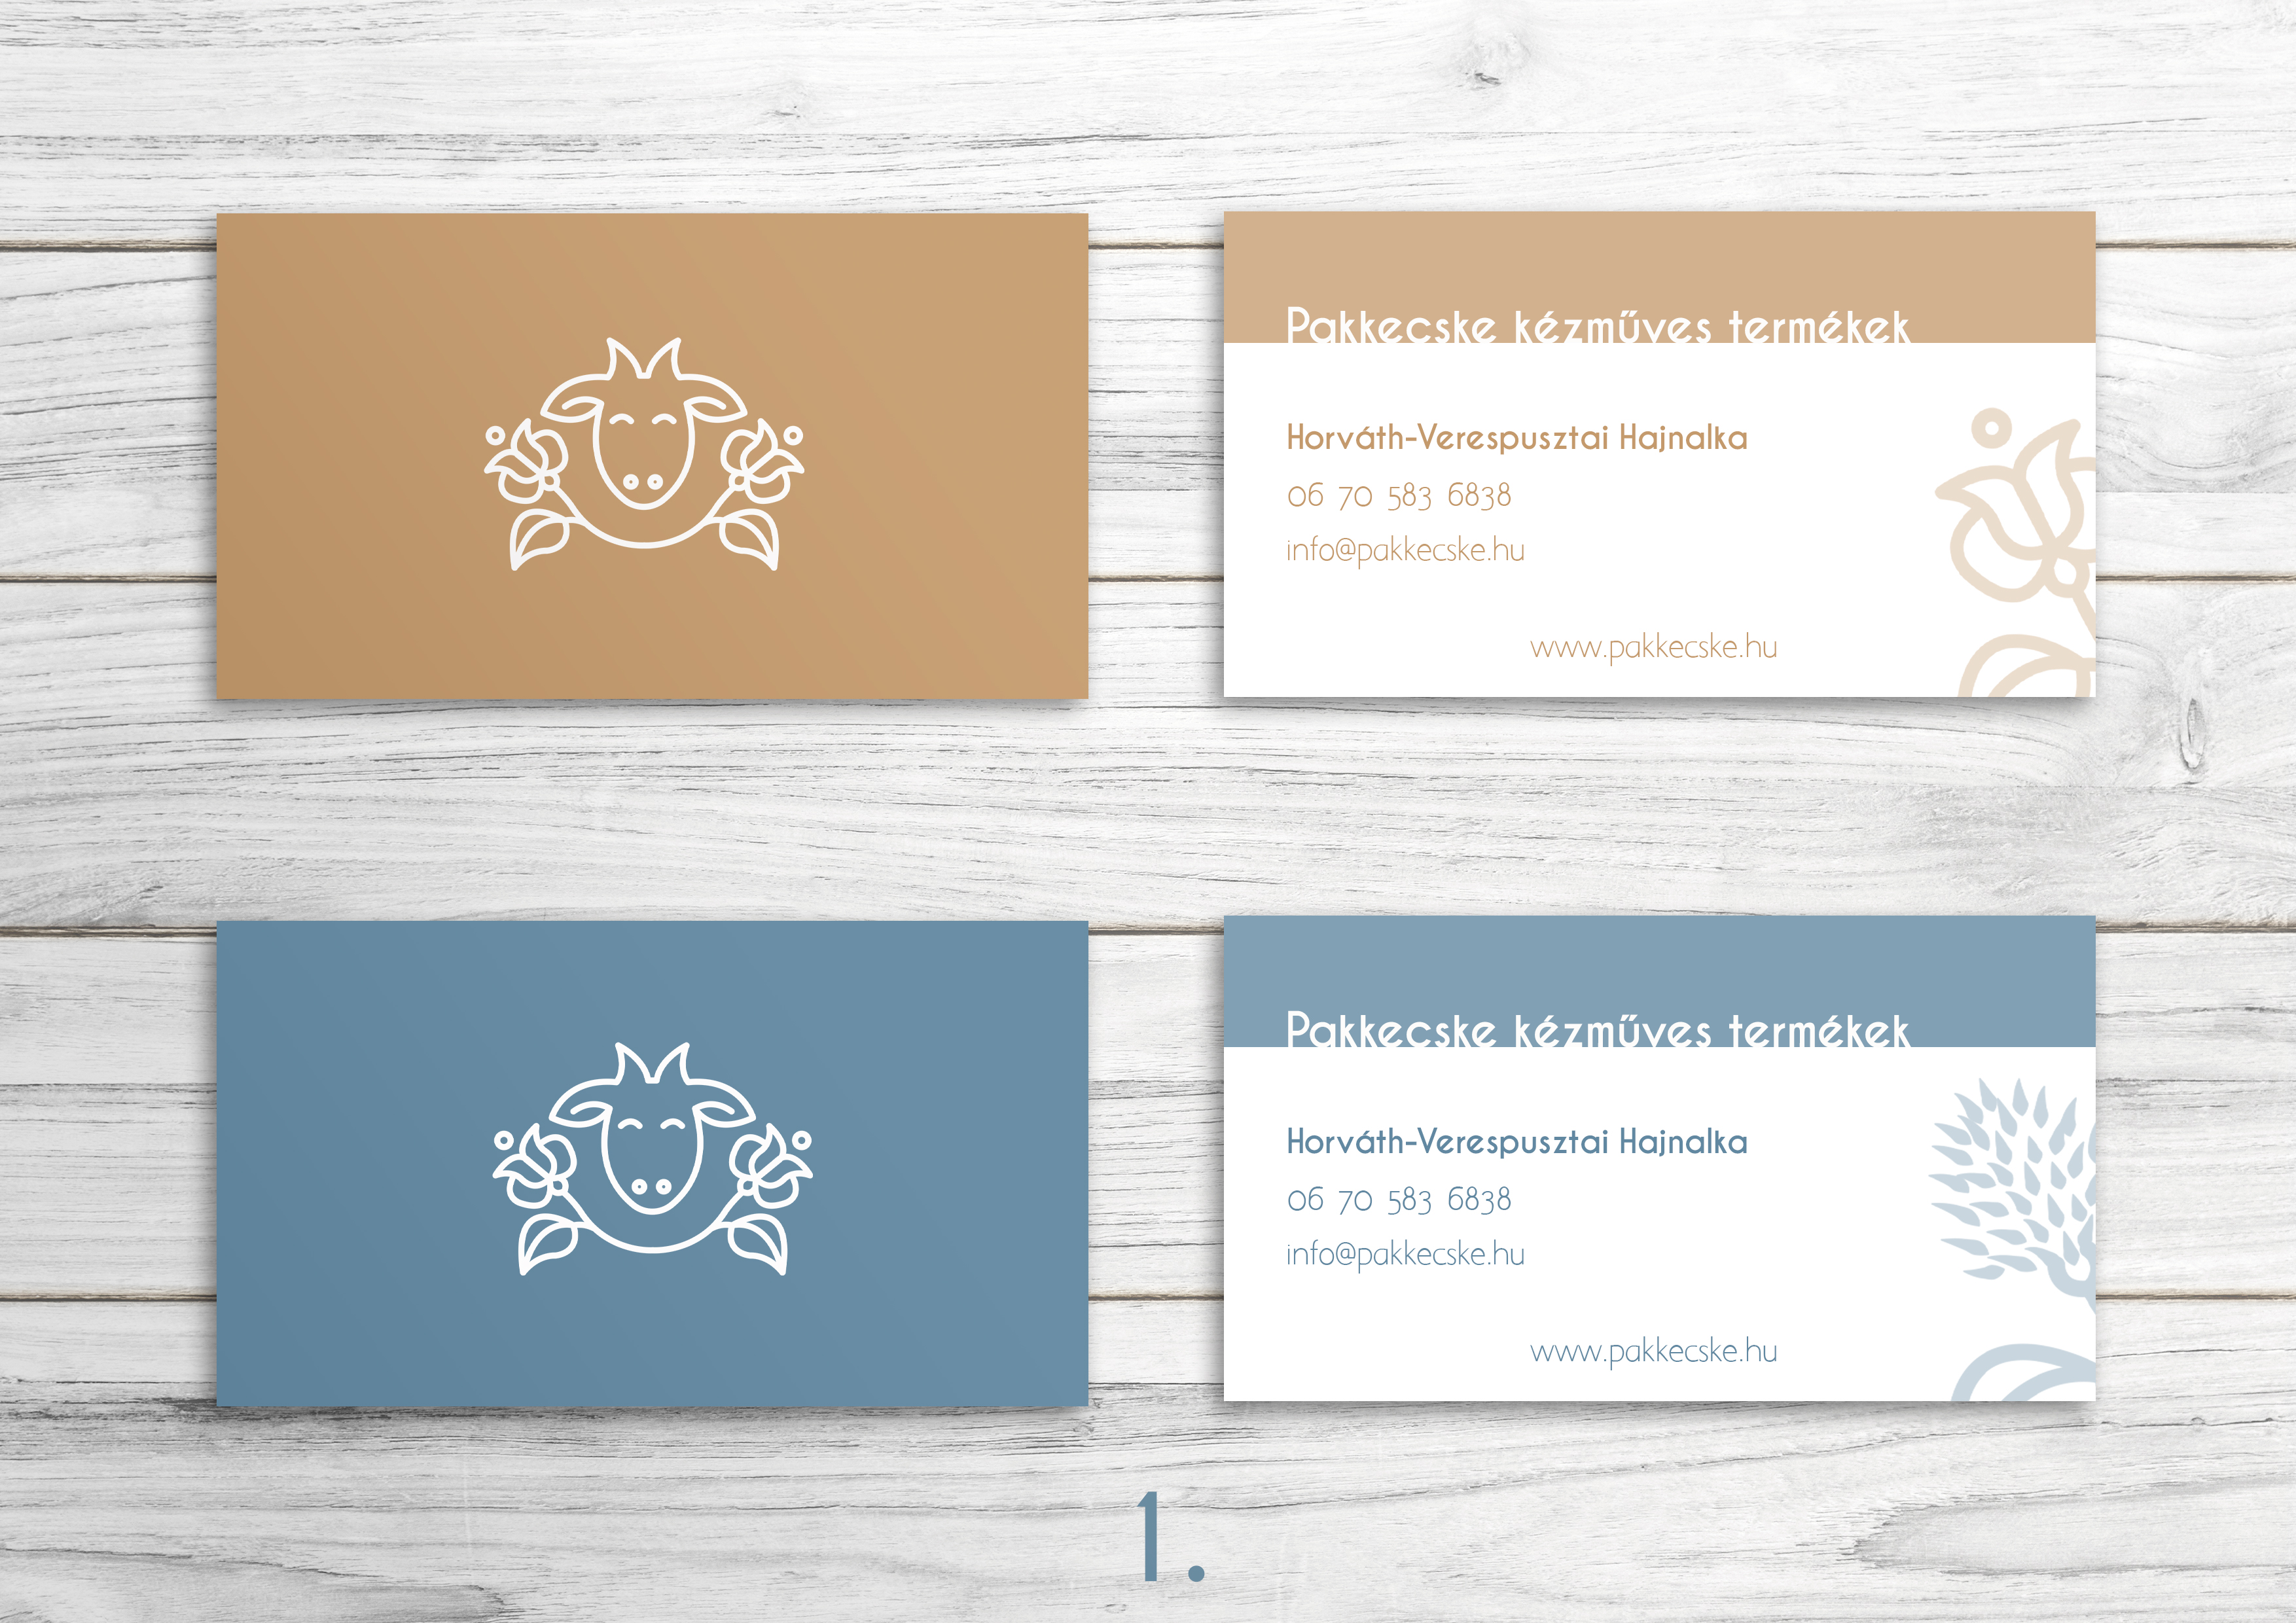 Pakkecske kézműves termékek
Horváth-Verespusztai Hajnalka
06 70 583 6838
info@pakkecske.hu
www.pakkecske.hu
Pakkecske kézműves termékek
Horváth-Verespusztai Hajnalka
06 70 583 6838
info@pakkecske.hu
www.pakkecske.hu
1.